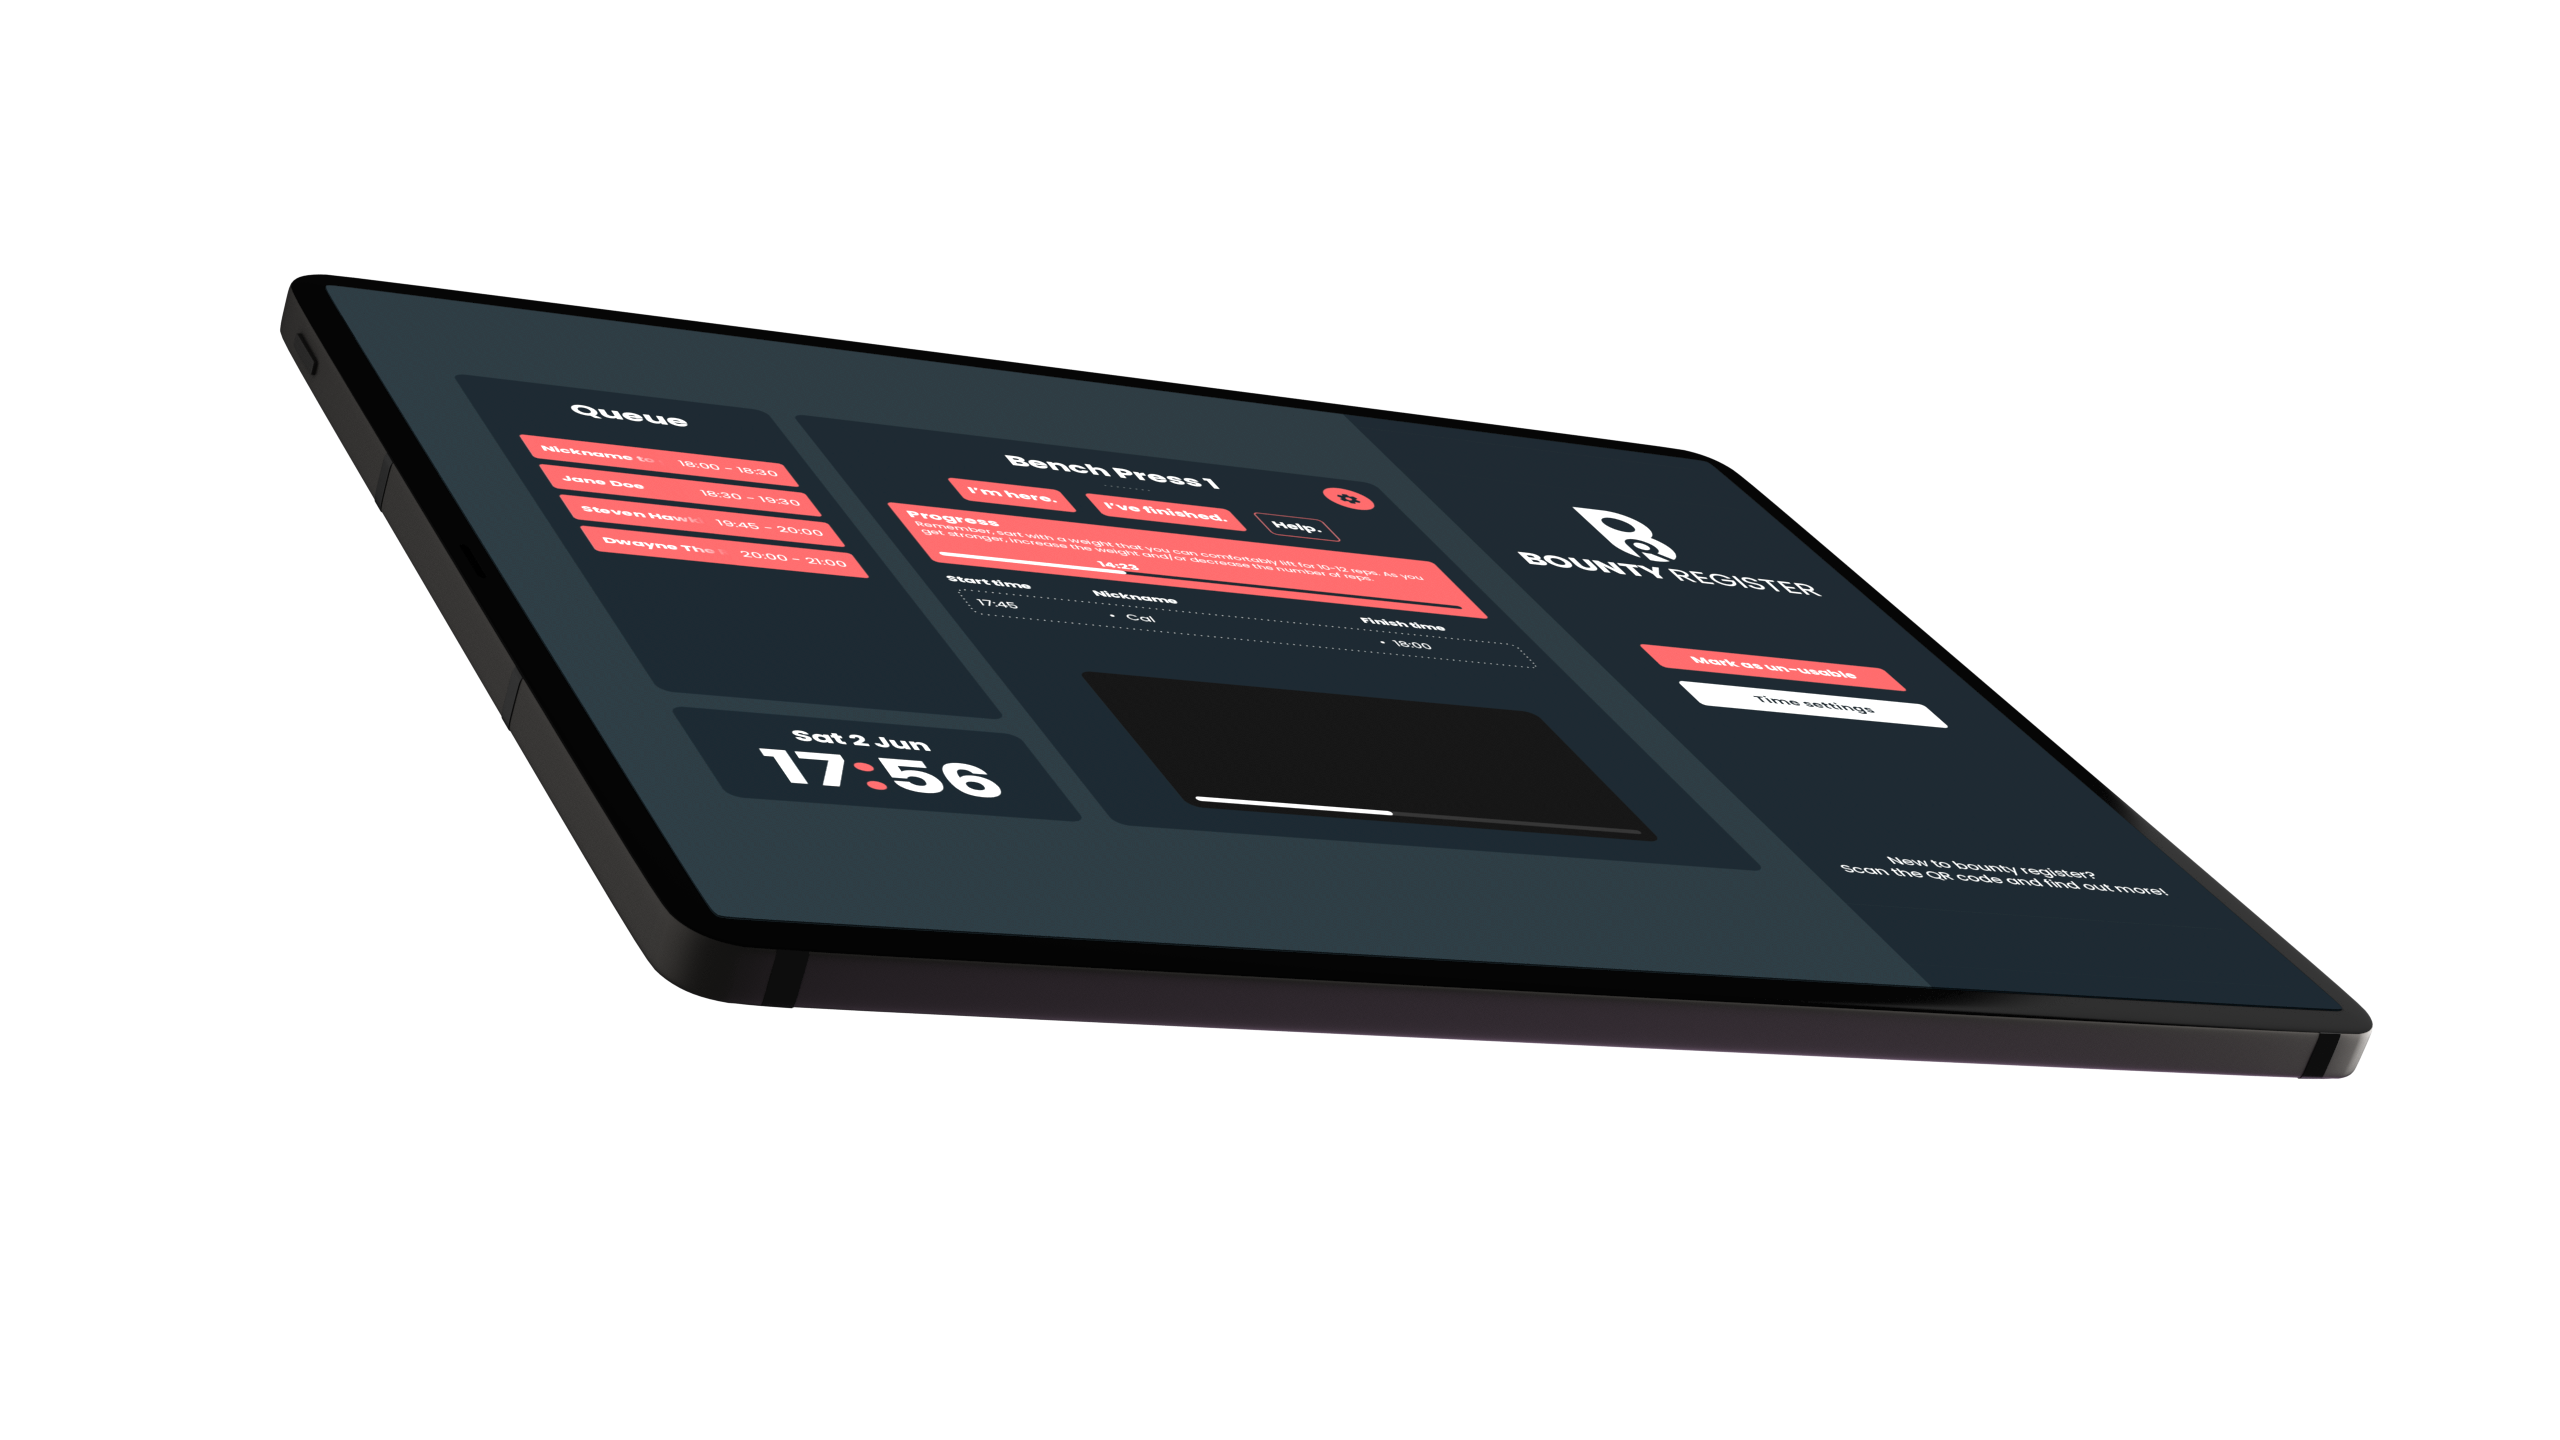 Queue
Nickname to 18:00 - 18:30
Jane Doe 18:30 - 19:30
Steven Hawk 19:45 - 20:00
Dwayne The 20:00 - 21:00
Sat 2 Jun
17:56
Bench Press 1
I'm here. I've finished. Help.
Progress
Remember, sart with a weight that you can comfortably lift for 10-12 reps. As you
get stronger, increase the weight and/or decrease the number of reps.
14:23
Start time Nickname Finish time
17:45 • Cal • 18:00
BOUNTY REGISTER
Mark as un-usable
Time settings
New to bounty register?
Scan the QR code and find out more!